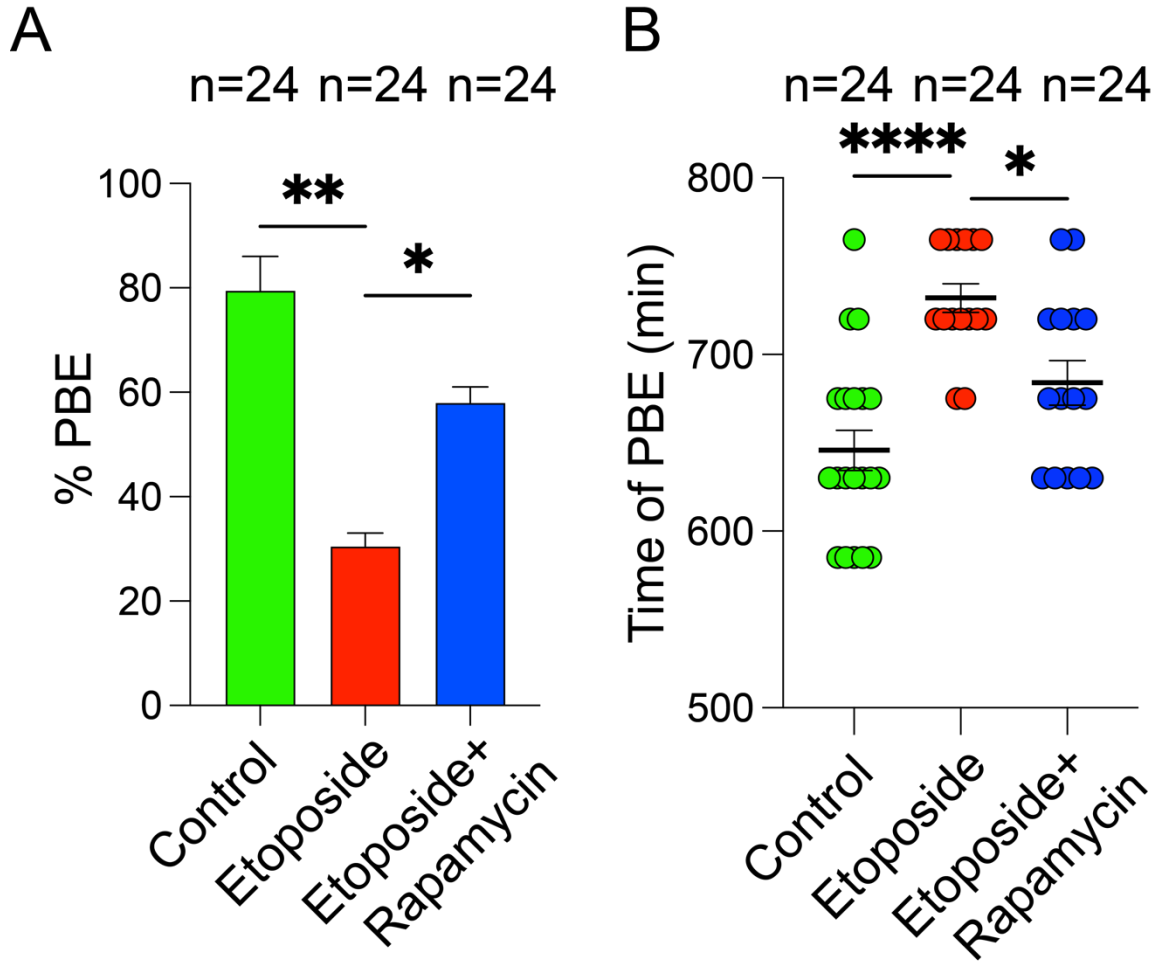 A
n=24 n=24 n=24
**
*
% PBE
100
80
60
40
20
0
Control
Etoposide
Etoposide+
Rapamycin
B
n=24 n=24 n=24
****
*
Time of PBE (min)
800
700
600
500
Control
Etoposide
Etoposide+
Rapamycin